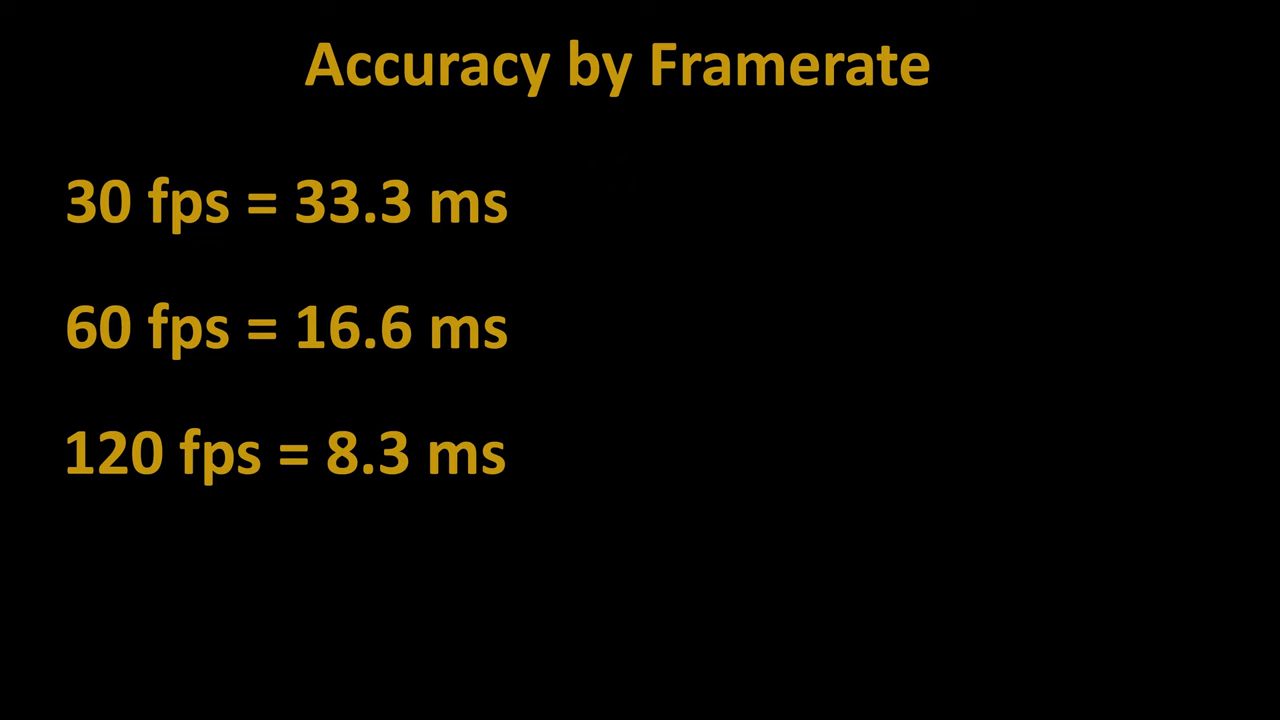 Accuracy by Framerate
30 fps = 33.3 ms
60 fps = 16.6 ms
120 fps = 8.3 ms